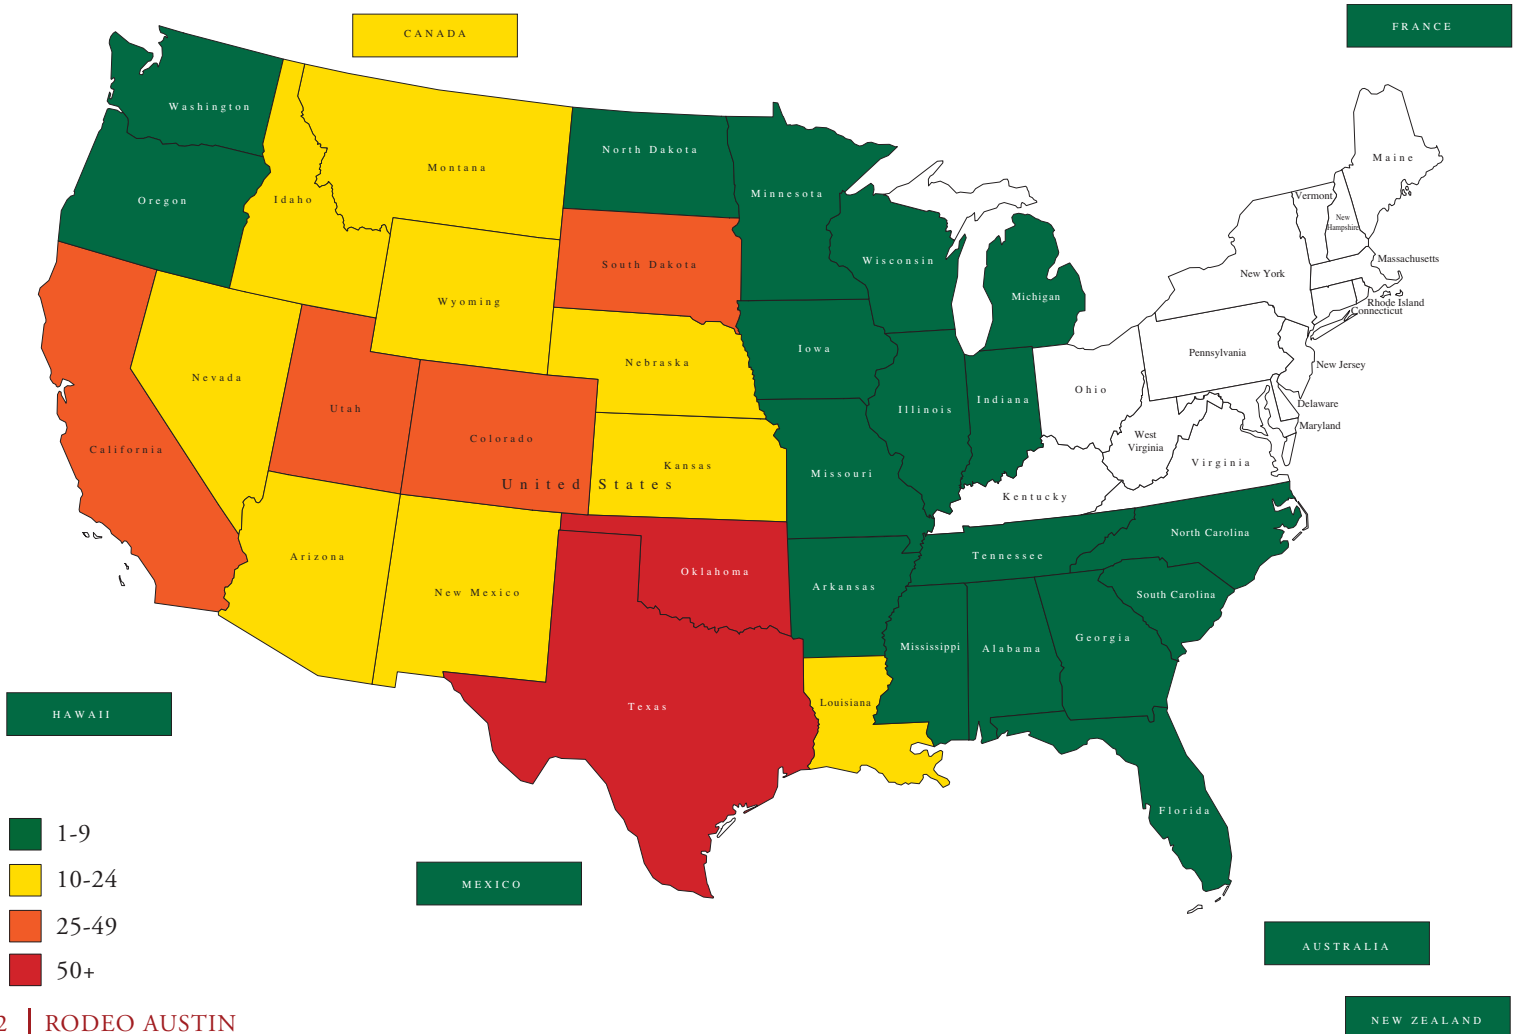 CANADA
FRANCE
Washington
Montana
North Dakota
Minnesota
Maine
Oregon
Idaho
Vermont
New
Hampshire
Wisconsin
South Dakota
Massachusetts
New York
Wyoming
Michigan
Rhode Island
Connecticut
Iowa
Pennsylvania
Nebraska
New Jersey
Nevada
Ohio
Utah
Illinois
Indiana
Delaware
Colorado
Maryland
West
Virginia
California
Kansas
Missouri
Virginia
United States
Kentucky
North Carolina
Arizona
Tennessee
Oklahoma
New Mexico
Arkansas
South Carolina
Georgia
Mississippi
Alabama
Louisiana
Texas
HAWAII
Florida
1-9
10-24
MEXICO
25-49
AUSTRALIA
50+
NEW ZEALAND
2 | RODEO AUSTIN